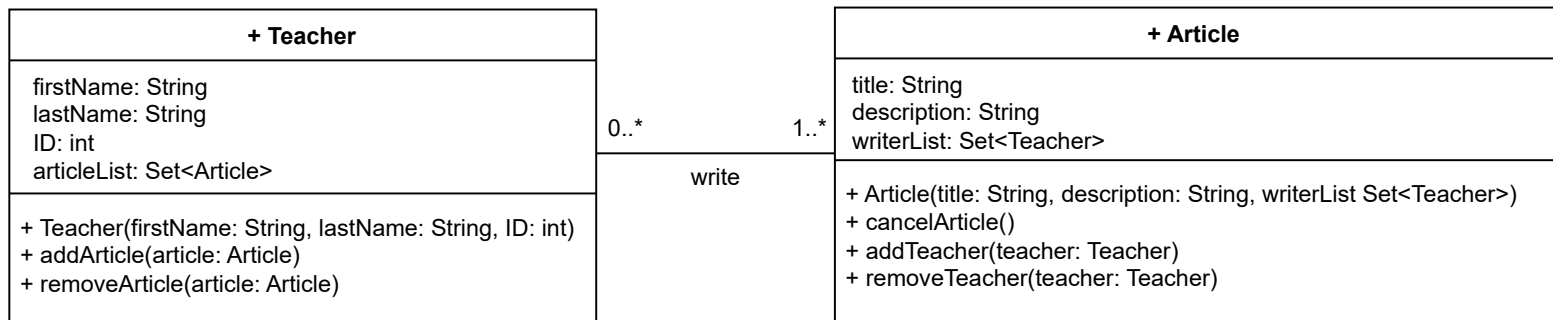 + Teacher
firstName: String
lastName: String
ID: int
articleList: Set<Article>
+ Teacher(firstName: String, lastName: String, ID: int)
+ addArticle(article: Article)
+ removeArticle(article: Article)
0..*
1..*
write
+ Article
title: String
description: String
writerList: Set<Teacher>
+ Article(title: String, description: String, writerList Set<Teacher>)
+ cancelArticle()
+ addTeacher(teacher: Teacher)
+ removeTeacher(teacher: Teacher)